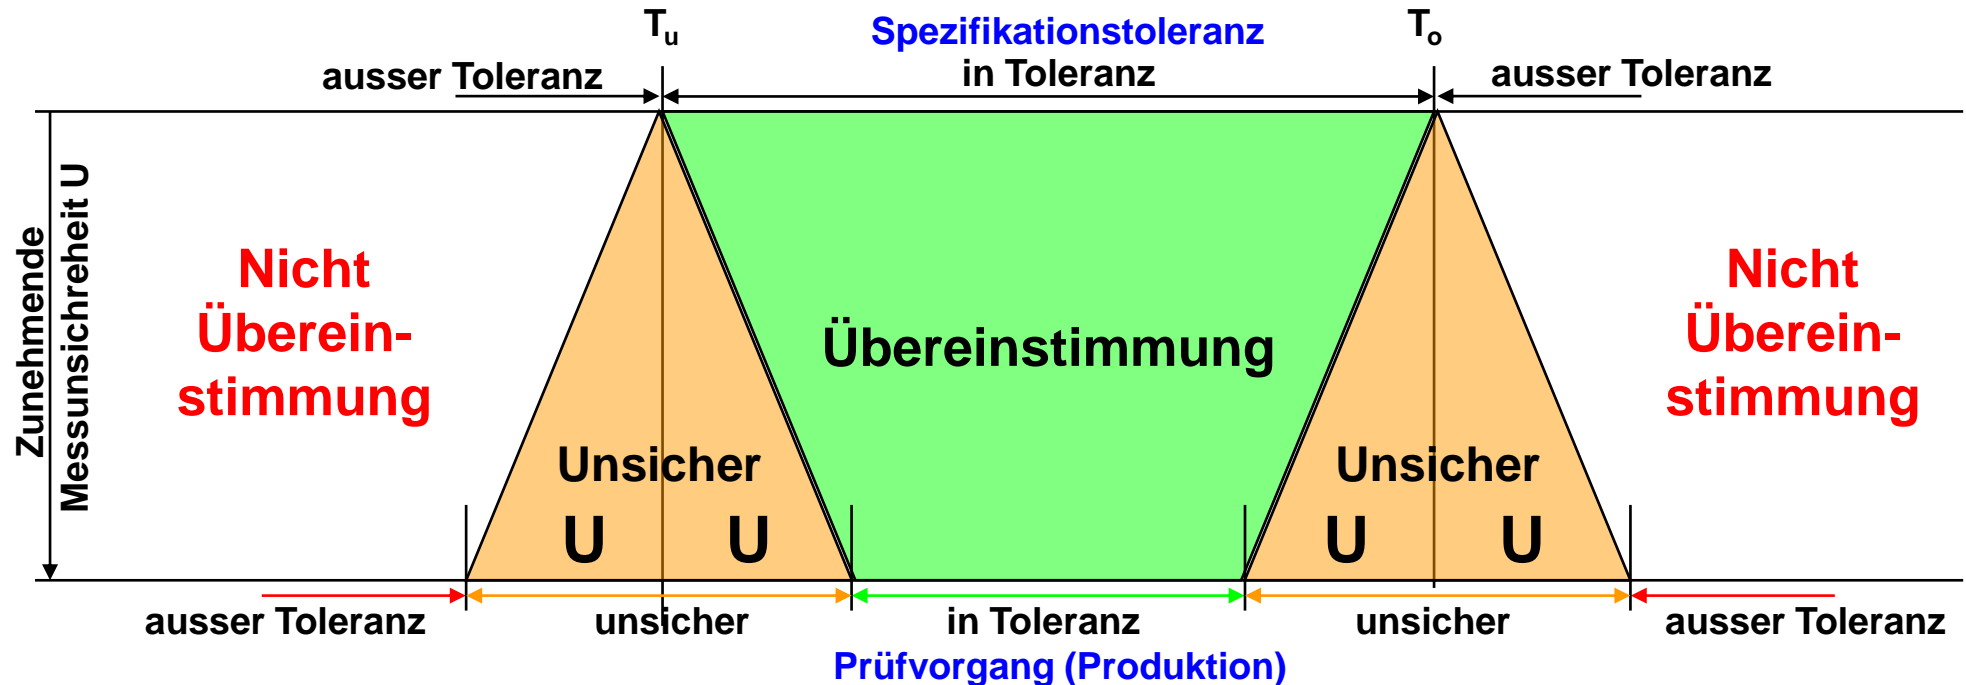 Tu
Spezifikationstoleranz
To
ausser Toleranz
in Toleranz
ausser Toleranz
Zunehmende
Messunsichreheit U
Nicht
Überein-
stimmung
Übereinstimmung
Nicht
Überein-
stimmung
Unsicher
U U
Unsicher
U U
ausser Toleranz
unsicher
in Toleranz
unsicher
ausser Toleranz
Prüfvorgang (Produktion)